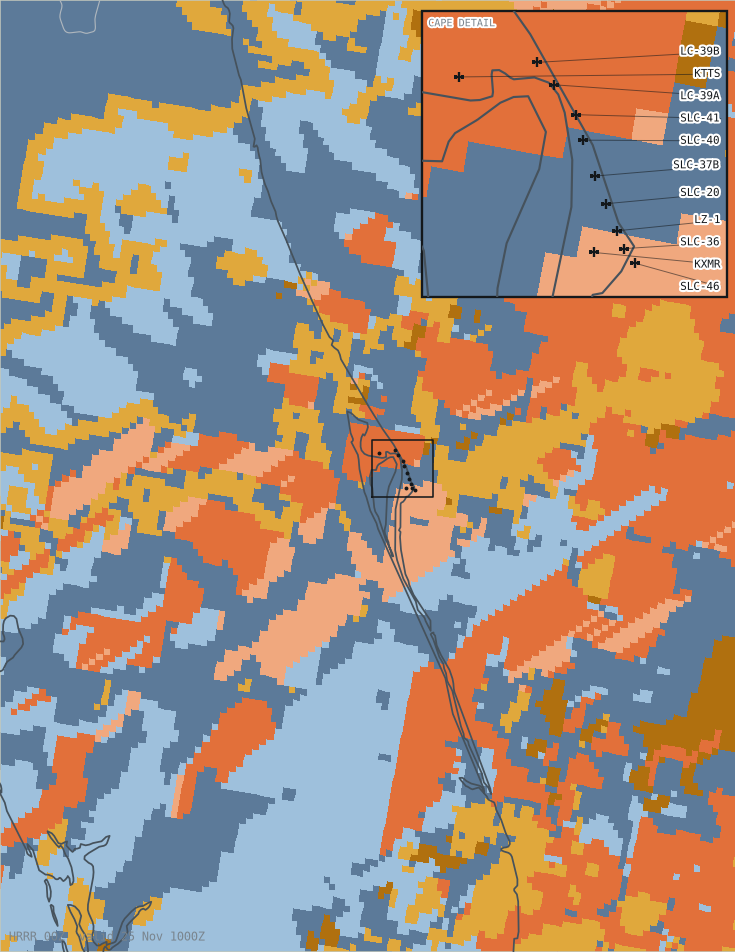 CAPE DETAIL
LC-39B
KTTS
LC-39A
SLC-41
SLC-40
SLC-37B
SLC-20
LZ-1
SLC-36
KXMR
SLC-46
HRRR Nov 1000Z